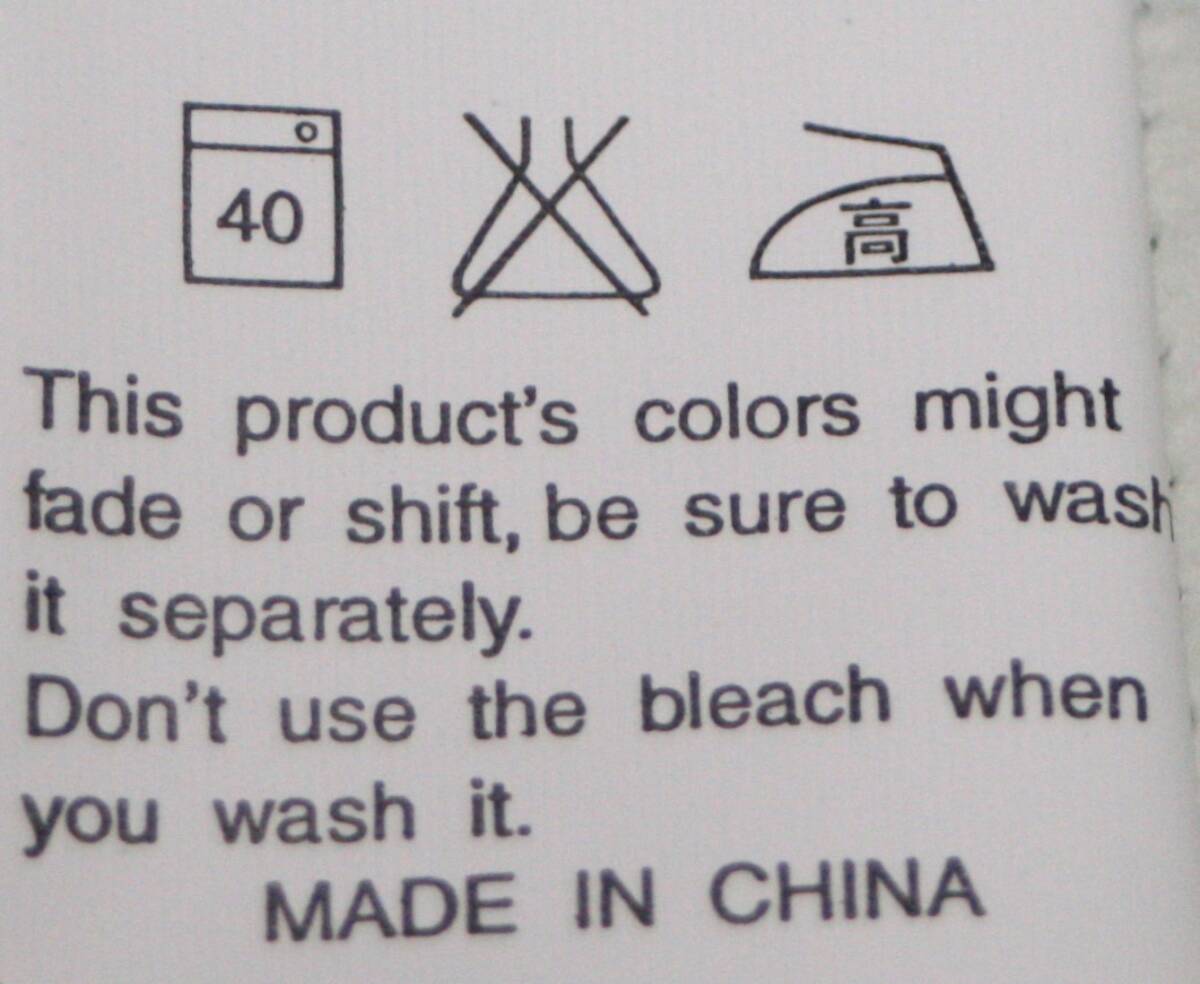 40 高
This product's colors might
fade or shift, be sure to wash
it separately.
Don't use the bleach when
you wash it.
MADE IN CHINA